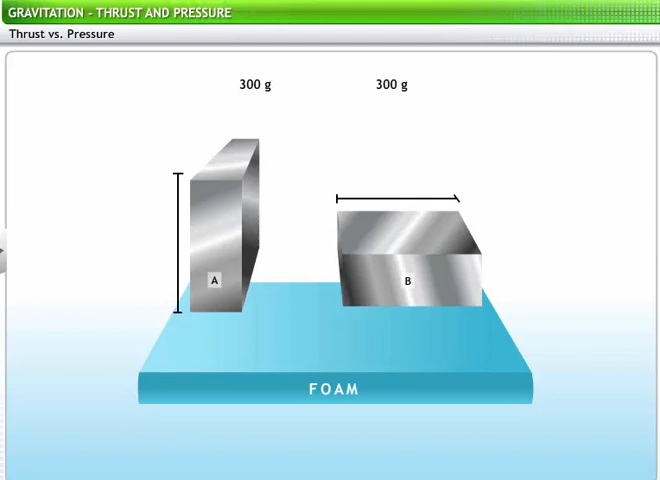 GRAVITATION - THRUST AND PRESSURE
Thrust vs. Pressure
300 g 300 g
A
B
FOAM